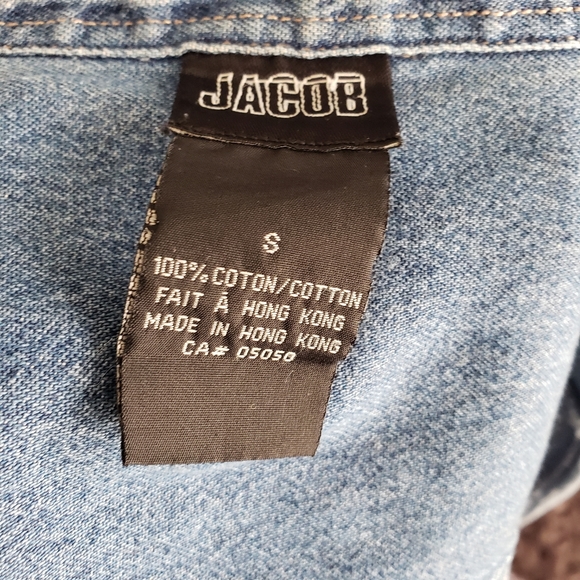 JACOB
S
100% COTON/COTTON
FAIT À HONG KONG
MADE IN HONG KONG
CA# 05050